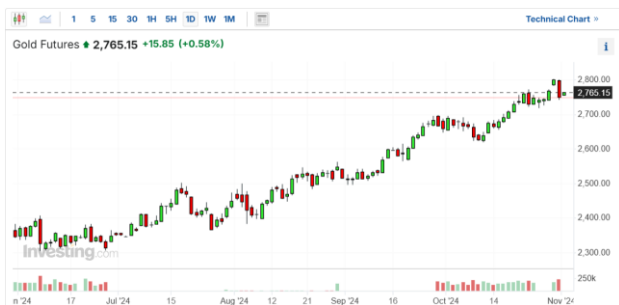 1 5 15 30 1H 5H 1D 1W 1M Technical Chart »
Gold Futures 2,765.15 +15.85 (+0.58%) i
2,800.00
2,765.15
2,700.00
2,600.00
2,500.00
2,400.00
2,300.00
Investing.com
250k
n '24 17 Jul '24 15 Aug '24 12 21 Sep '24 16 Oct '24 14 Nov '24